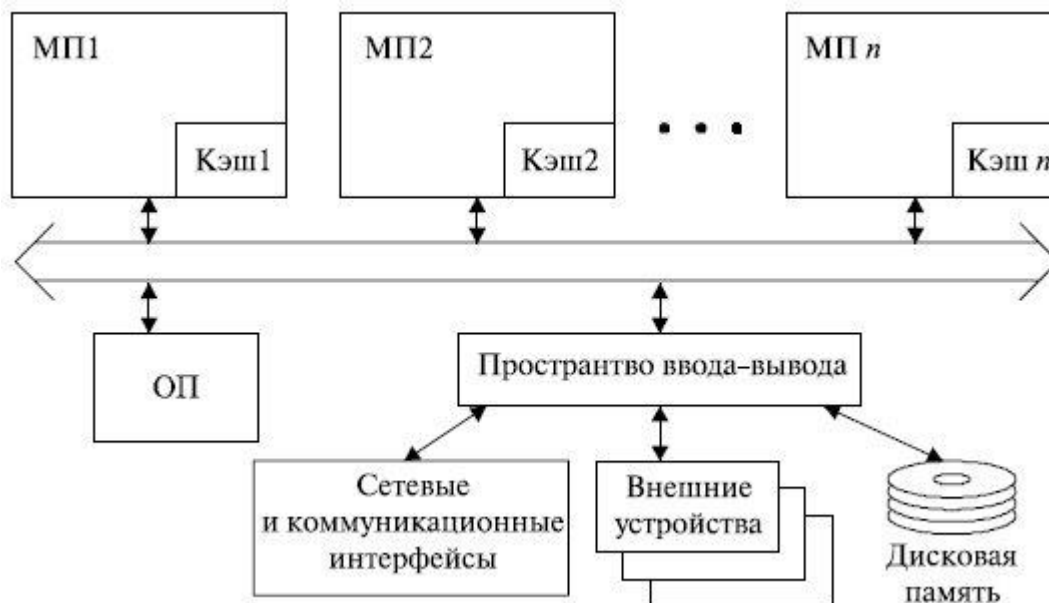 МП1
МП2
МП n
Кэш1
Кэш2
Кэш n
ОП
Пространтво ввода–вывода
Сетевые
и коммуникационные
интерфейсы
Внешние
устройства
Дисковая
память